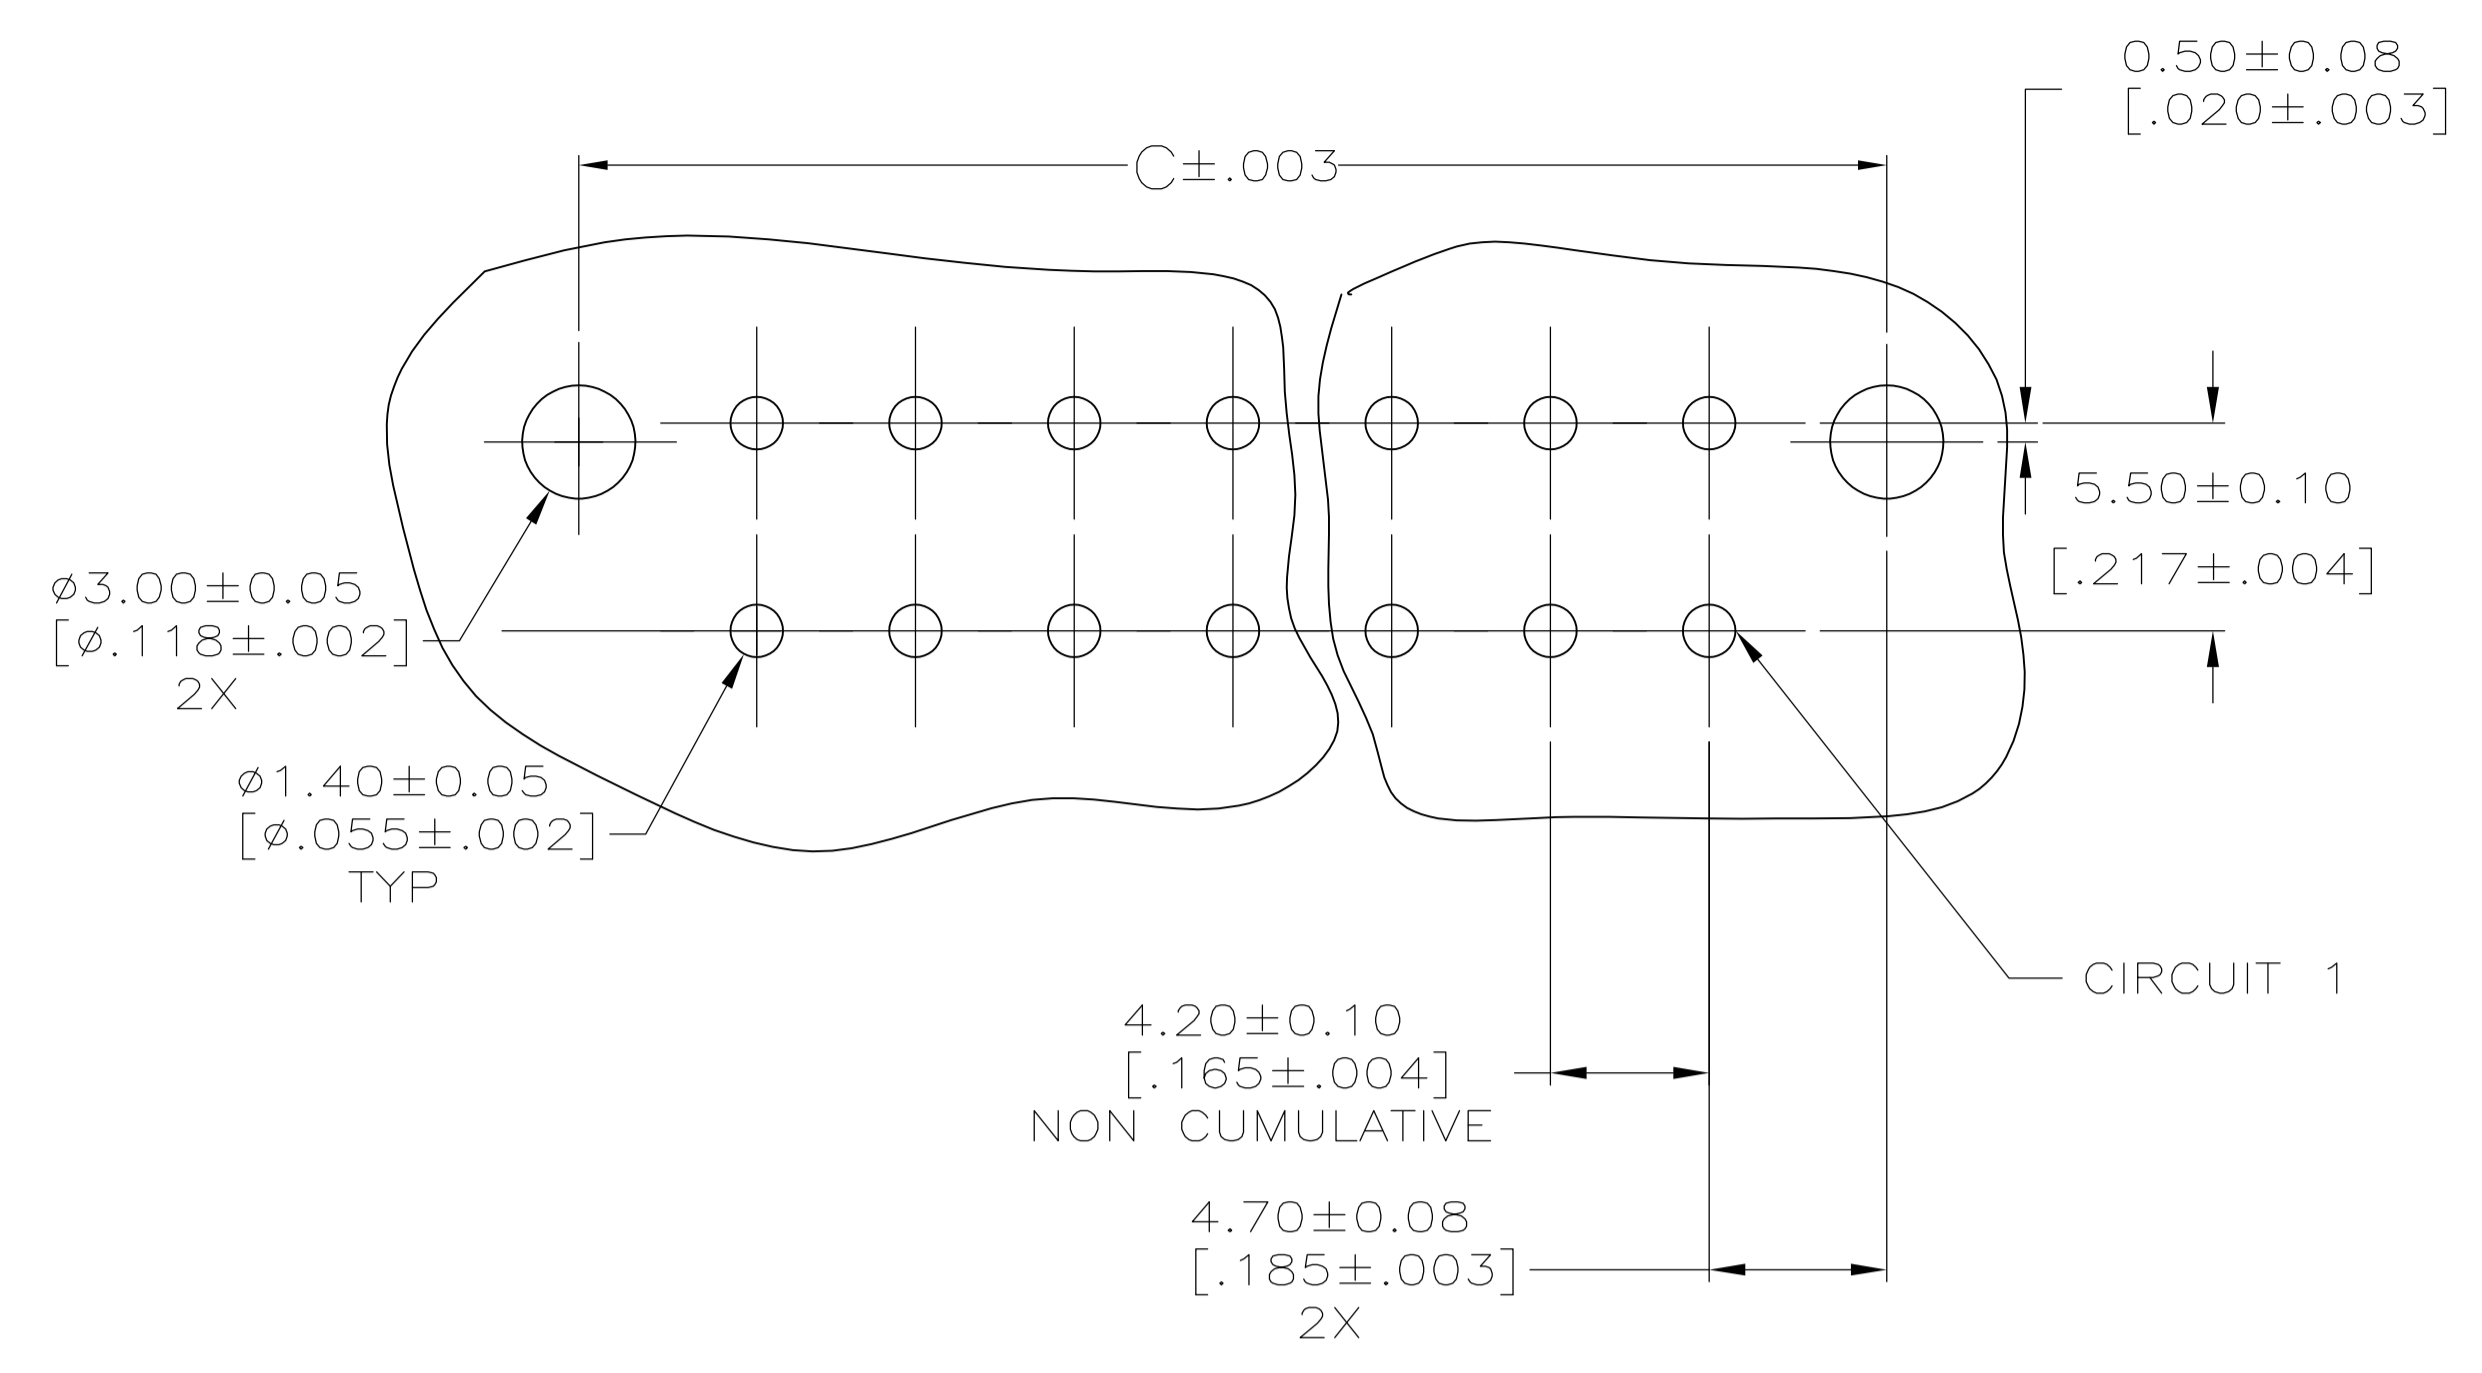 0.50±0.08
[.020±.003]
C±.003
5.50±0.10
[.217±.004]
⌀3.00±0.05
[⌀.118±.002]
2X
⌀1.40±0.05
[⌀.055±.002]
TYP
CIRCUIT 1
4.20±0.10
[.165±.004]
NON CUMULATIVE
4.70±0.08
[.185±.003]
2X